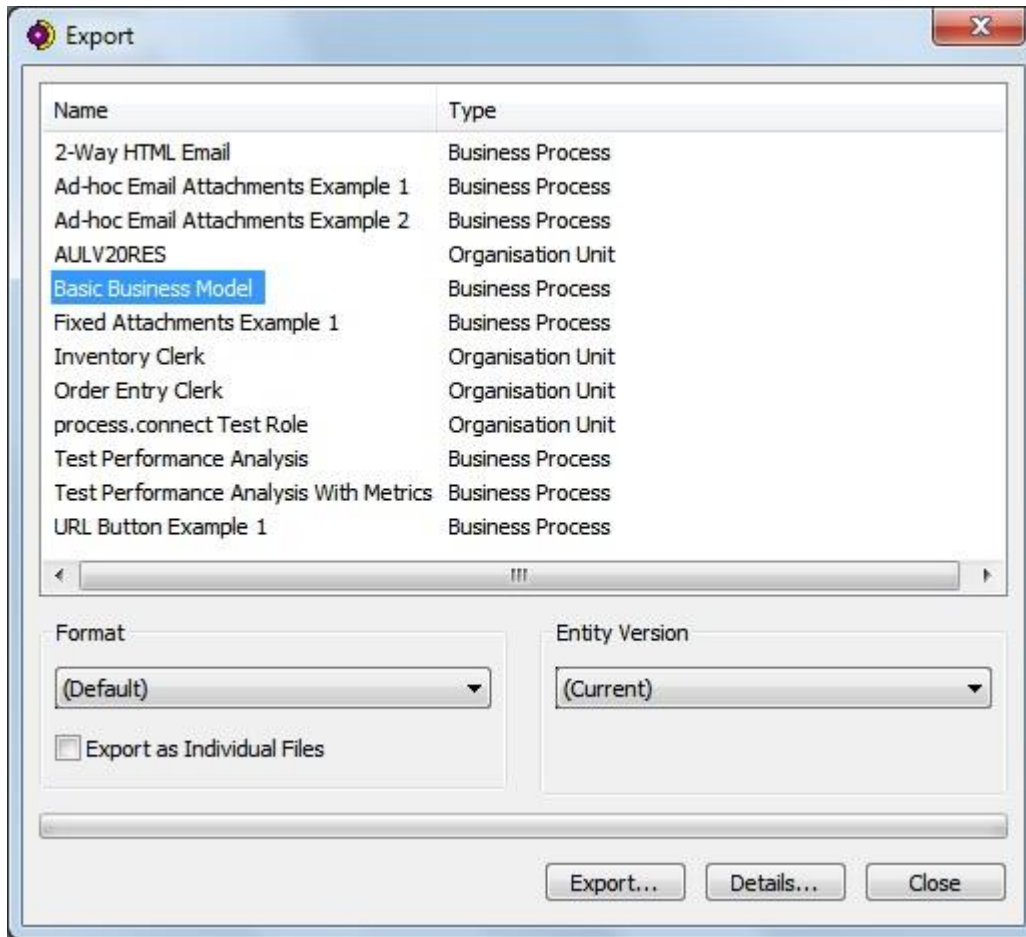 Export
Name Type
2-Way HTML Email Business Process
Ad-hoc Email Attachments Example 1 Business Process
Ad-hoc Email Attachments Example 2 Business Process
AULV20RES Organisation Unit
Basic Business Model Business Process
Fixed Attachments Example 1 Business Process
Inventory Clerk Organisation Unit
Order Entry Clerk Organisation Unit
process.connect Test Role Organisation Unit
Test Performance Analysis Business Process
Test Performance Analysis With Metrics Business Process
URL Button Example 1 Business Process
Format Entity Version
(Default) (Current)
Export as Individual Files
Export... Details... Close